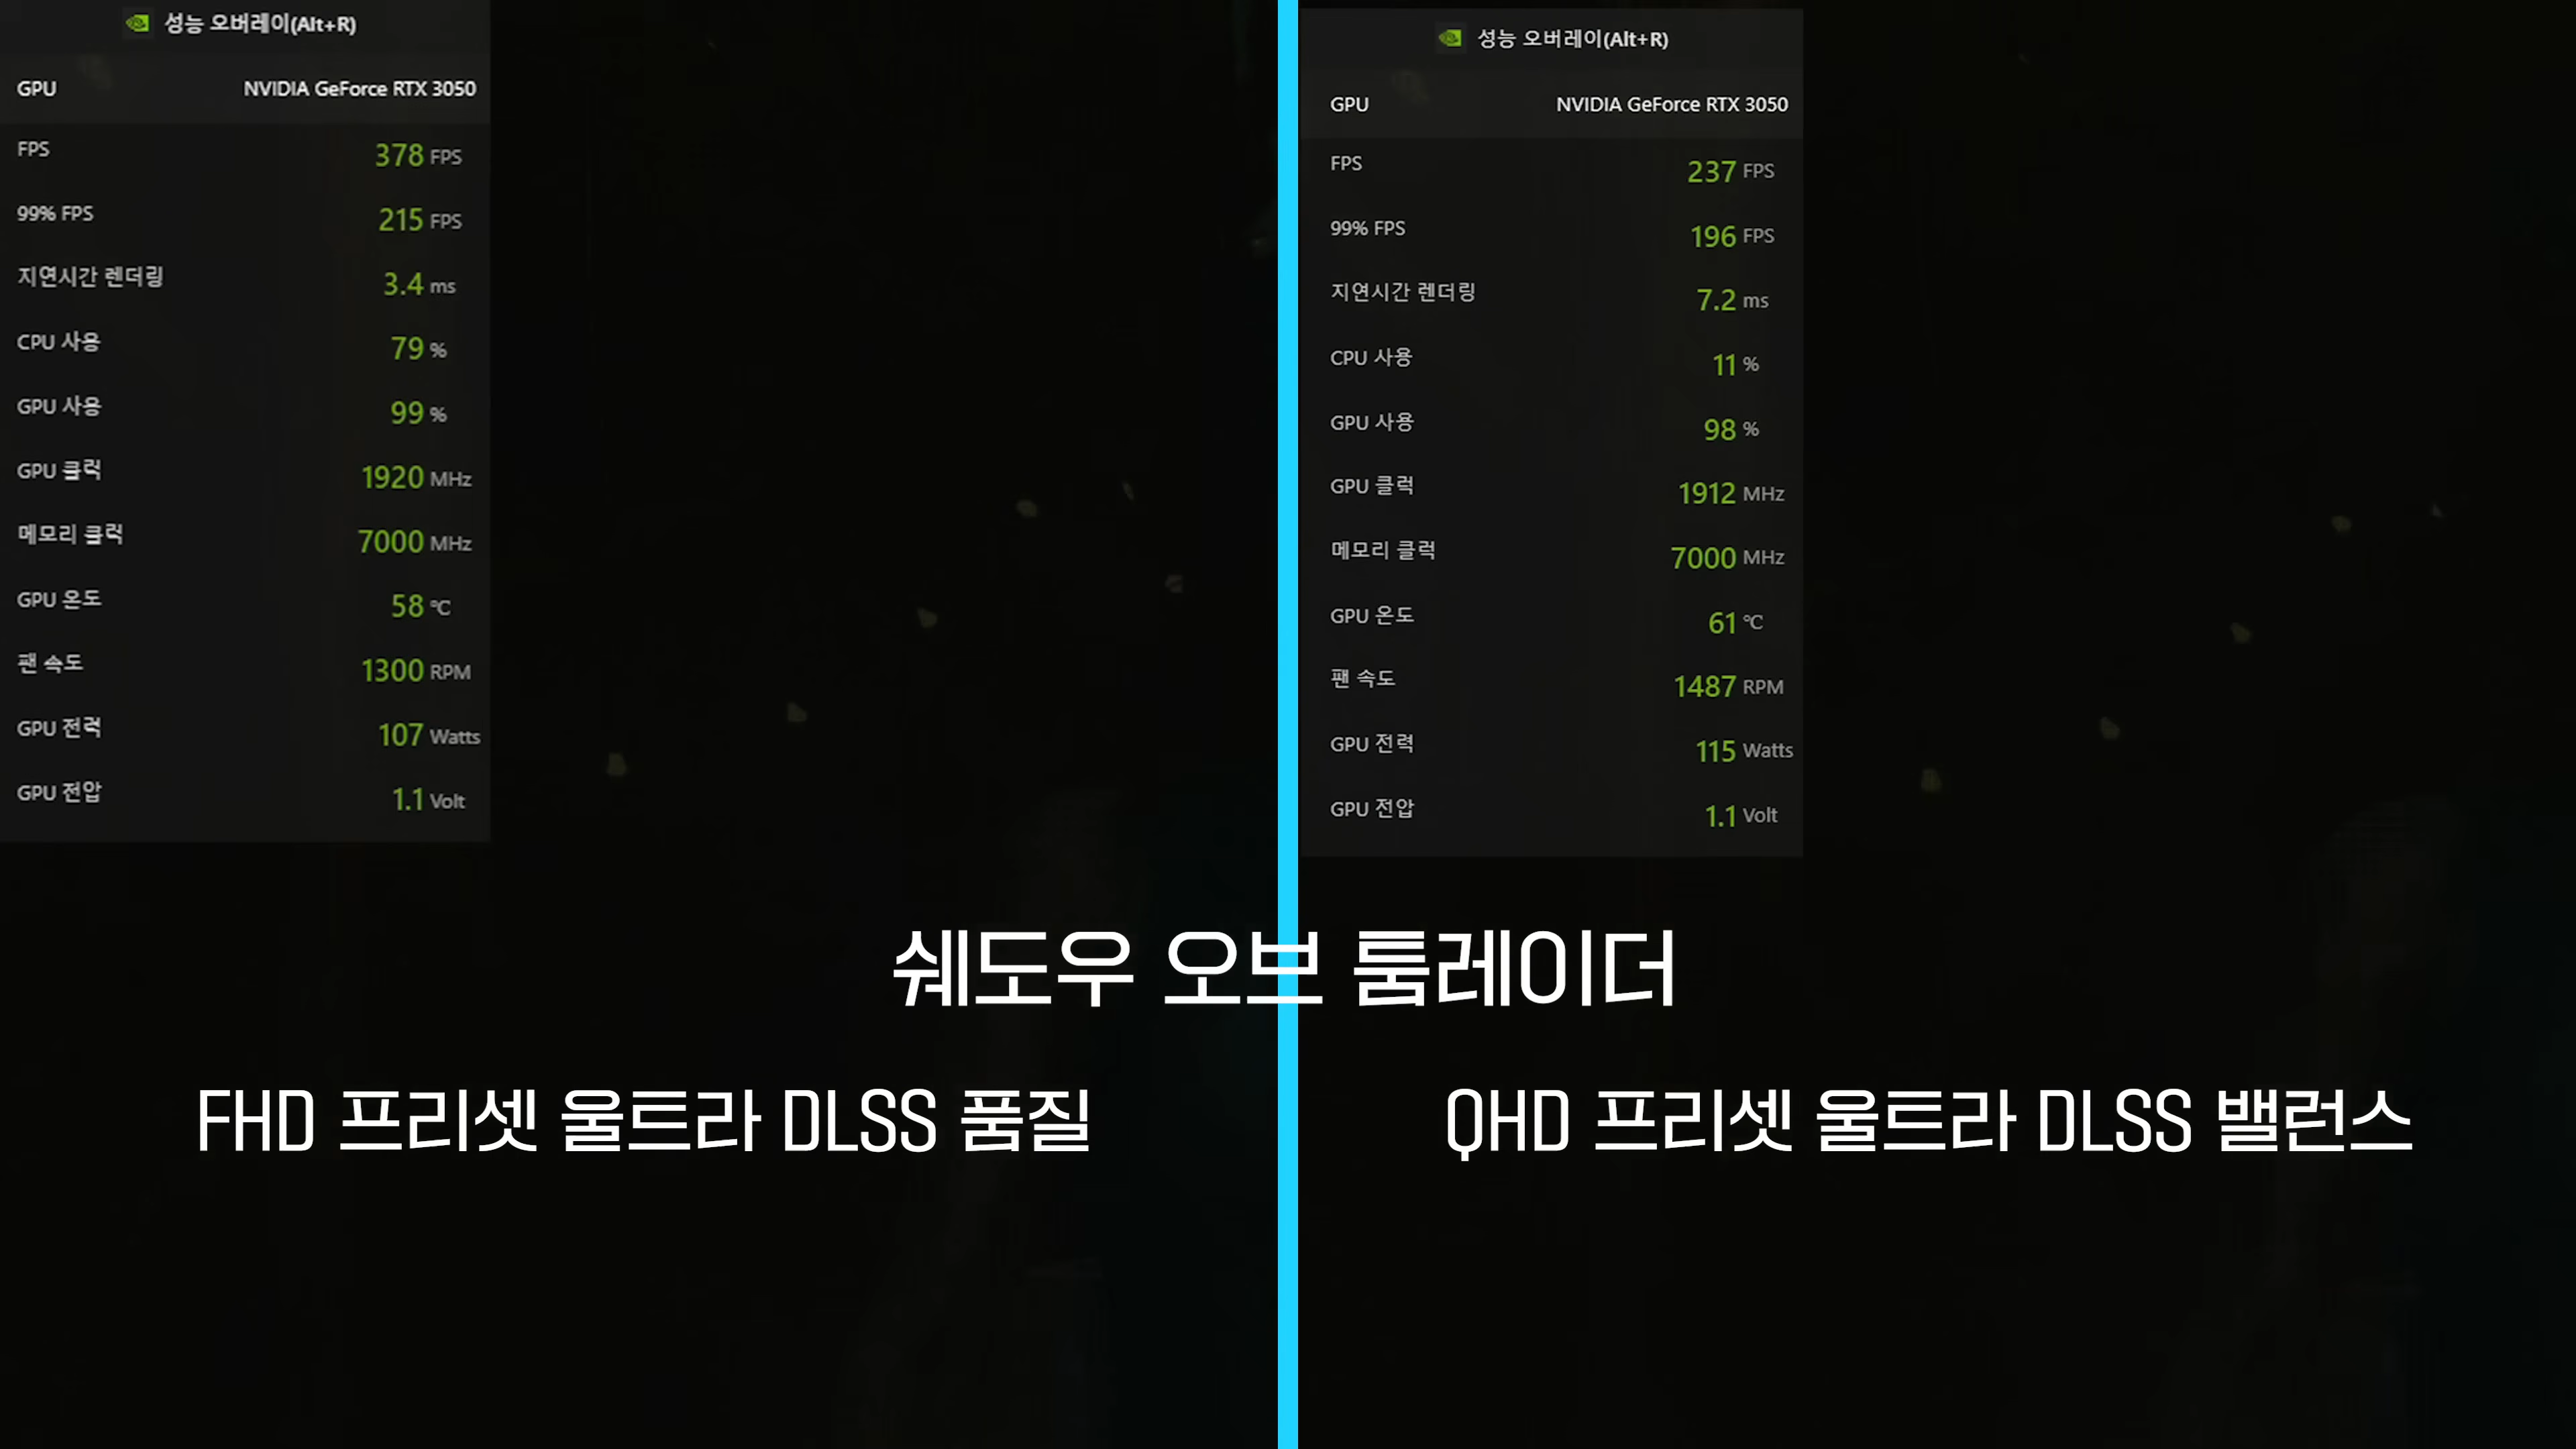 성능 오버레이(Alt+R)
GPU NVIDIA GeForce RTX 3050
FPS 378 FPS
99% FPS 215 FPS
지연시간 렌더링 3.4 ms
CPU 사용 79 %
GPU 사용 99 %
GPU 클럭 1920 MHz
메모리 클럭 7000 MHz
GPU 온도 58 ℃
팬 속도 1300 RPM
GPU 전력 107 Watts
GPU 전압 1.1 Volt
성능 오버레이(Alt+R)
GPU NVIDIA GeForce RTX 3050
FPS 237 FPS
99% FPS 196 FPS
지연시간 렌더링 7.2 ms
CPU 사용 11 %
GPU 사용 98 %
GPU 클럭 1912 MHz
메모리 클럭 7000 MHz
GPU 온도 61 ℃
팬 속도 1487 RPM
GPU 전력 115 Watts
GPU 전압 1.1 Volt
쉐도우 오브 툼레이더
FHD 프리셋 울트라 DLSS 품질
QHD 프리셋 울트라 DLSS 밸런스